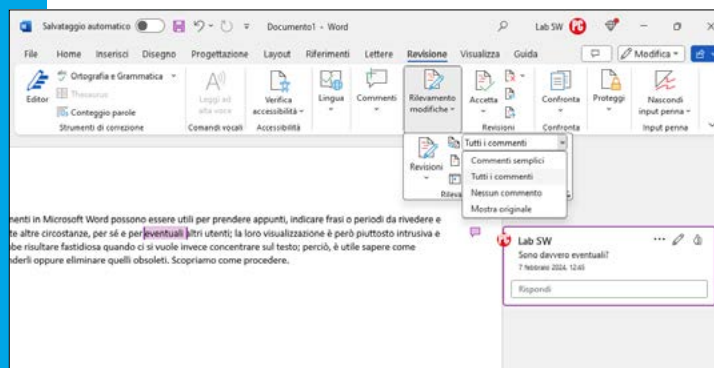 Salvataggio automatico
Documento1 - Word
Lab SW
File Home Inserisci Disegno Progettazione Layout Riferimenti Lettere Revisione Visualizza Guida
Modifica
Editor
Ortografia e Grammatica
Thesaurus
Conteggio parole
Strumenti di correzione
Leggi ad alta voce
Comandi vocali
Verifica accessibilità
Accessibilità
Lingua
Commenti
Rilevamento modifiche
Accetta
Revisioni
Confronta
Confronta
Proteggi
Nascondi input penna
Input penna
Revisioni
Rileva
Tutti i commenti
Commenti semplici
Tutti i commenti
Nessun commento
Mostra originale
menti in Microsoft Word possono essere utili per prendere appunti, indicare frasi o periodi da rivedere e
te altre circostanze, per sé e per eventuali altri utenti; la loro visualizzazione è però piuttosto intrusiva e
bbe risultare fastidiosa quando ci si vuole invece concentrare sul testo; perciò, è utile sapere come
nderli oppure eliminare quelli obsoleti. Scopriamo come procedere.
Lab SW
Sono davvero eventuali?
7 febbraio 2024, 12:45
Rispondi